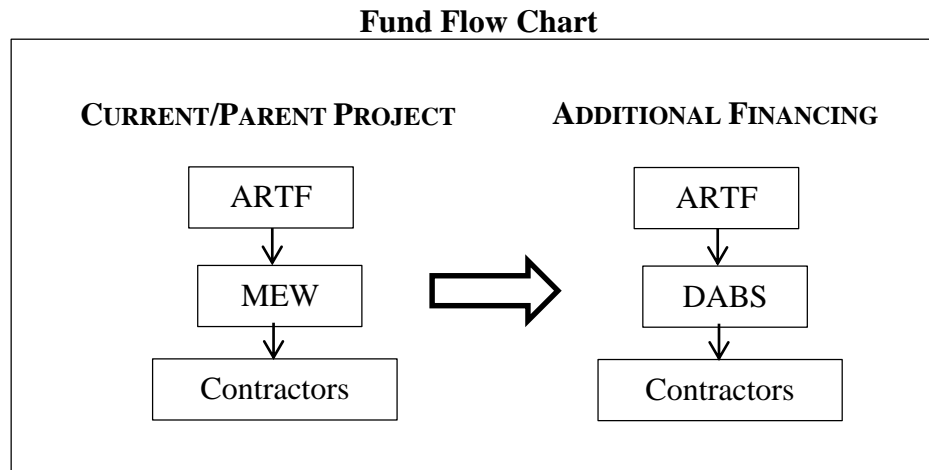 Fund Flow Chart
CURRENT/PARENT PROJECT
ARTF
MEW
Contractors
ADDITIONAL FINANCING
ARTF
DABS
Contractors